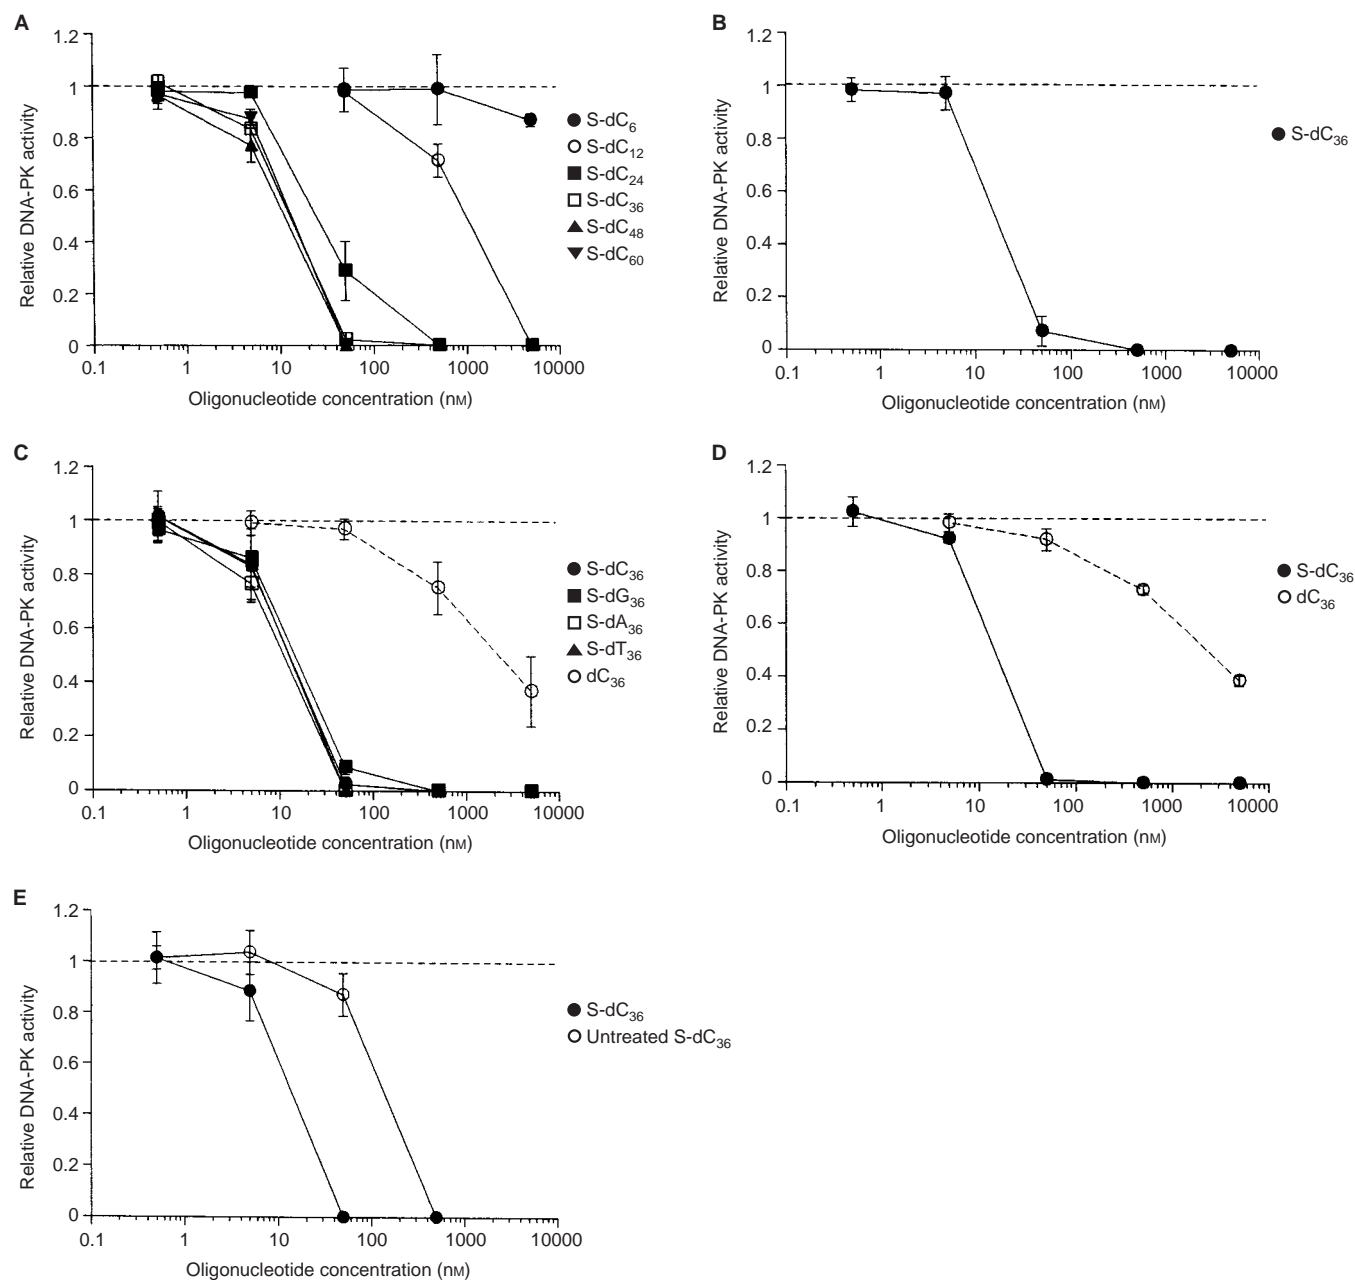 A
1.2
1
0.8
0.6
0.4
0.2
0
Relative DNA-PK activity
0.1 1 10 100 1000 10000
Oligonucleotide concentration (nM)
S-dC6
S-dC12
S-dC24
S-dC36
S-dC48
S-dC60
B
1.2
1
0.8
0.6
0.4
0.2
0
Relative DNA-PK activity
0.1 1 10 100 1000 10000
Oligonucleotide concentration (nM)
S-dC36
C
1.2
1
0.8
0.6
0.4
0.2
0
Relative DNA-PK activity
0.1 1 10 100 1000 10000
Oligonucleotide concentration (nM)
S-dC36
S-dG36
S-dA36
S-dT36
dC36
D
1.2
1
0.8
0.6
0.4
0.2
0
Relative DNA-PK activity
0.1 1 10 100 1000 10000
Oligonucleotide concentration (nM)
S-dC36
dC36
E
1.2
1
0.8
0.6
0.4
0.2
0
Relative DNA-PK activity
0.1 1 10 100 1000 10000
Oligonucleotide concentration (nM)
S-dC36
Untreated S-dC36